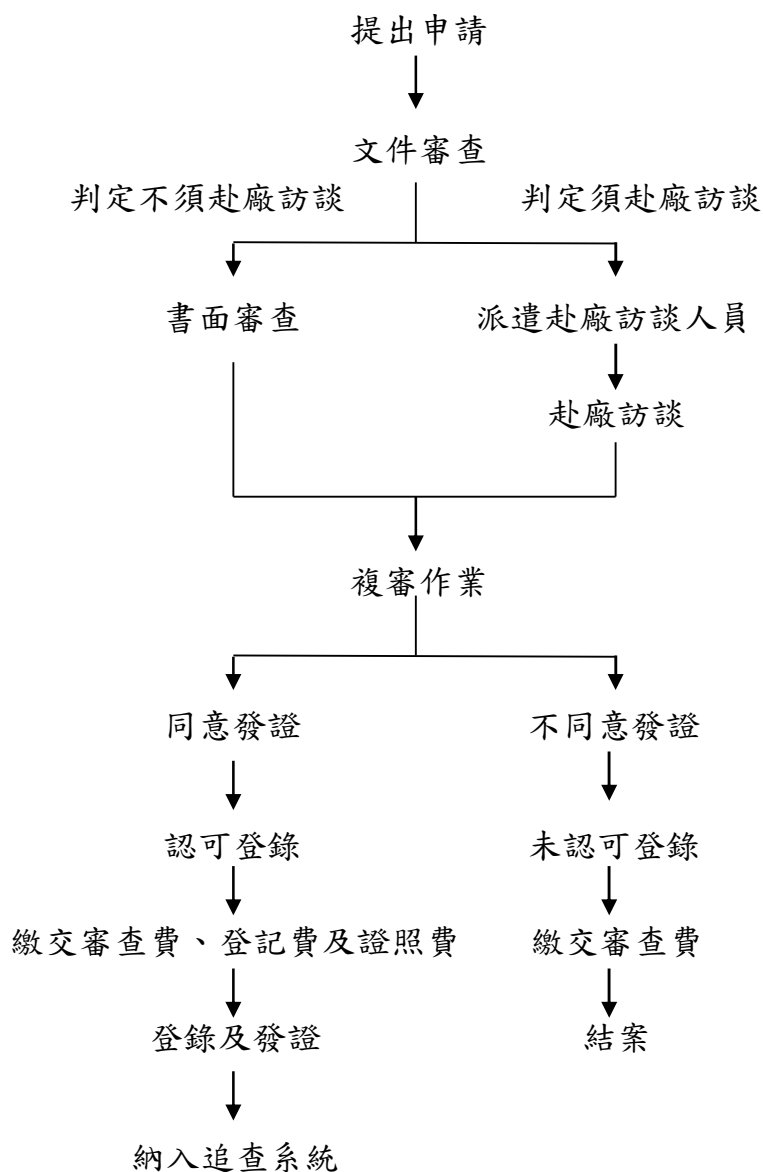 提出申請
文件審查
判定不須赴廠訪談
判定須赴廠訪談
書面審查
派遣赴廠訪談人員
赴廠訪談
複審作業
同意發證
不同意發證
認可登錄
未認可登錄
繳交審查費、登記費及證照費
繳交審查費
登錄及發證
結案
納入追查系統